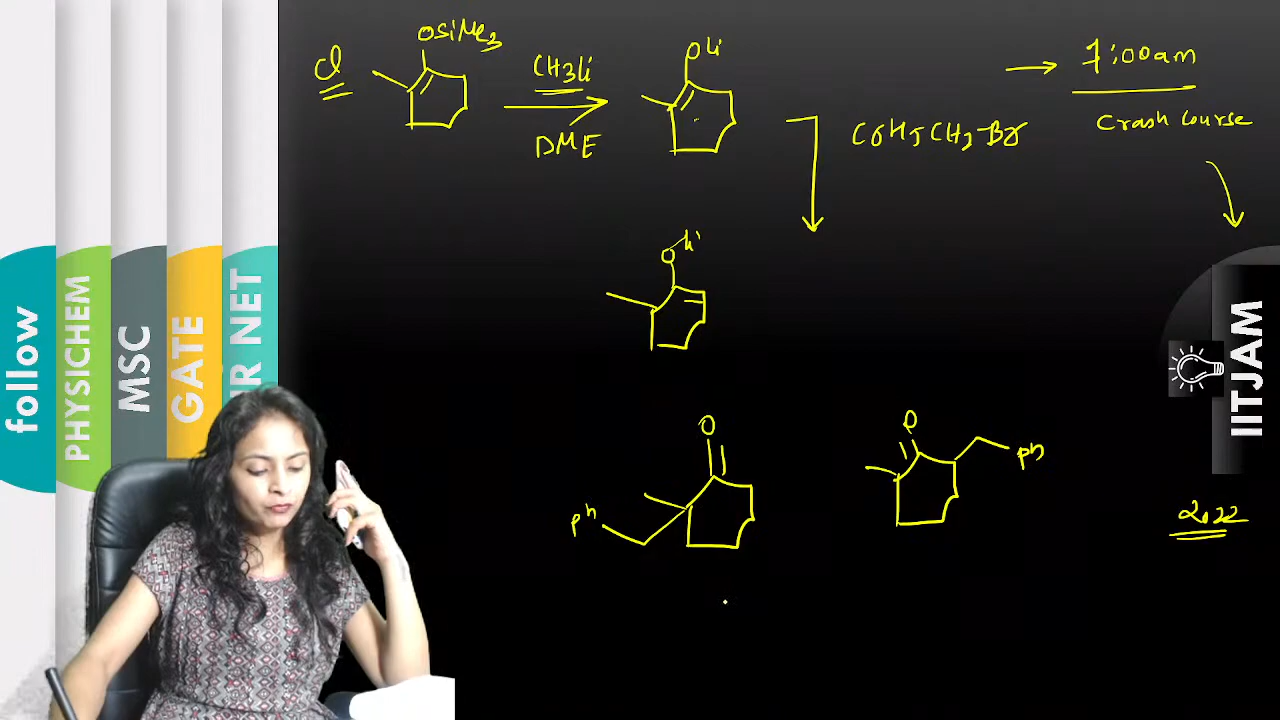 follow
PHYSICHEM
MSC
GATE
R NET
OSiMe3
CH3li
DME
Oli
C6H5CH2-Br
7:00am
Crash Course
Oli
O
Ph
O
Ph
2022
IITJAM